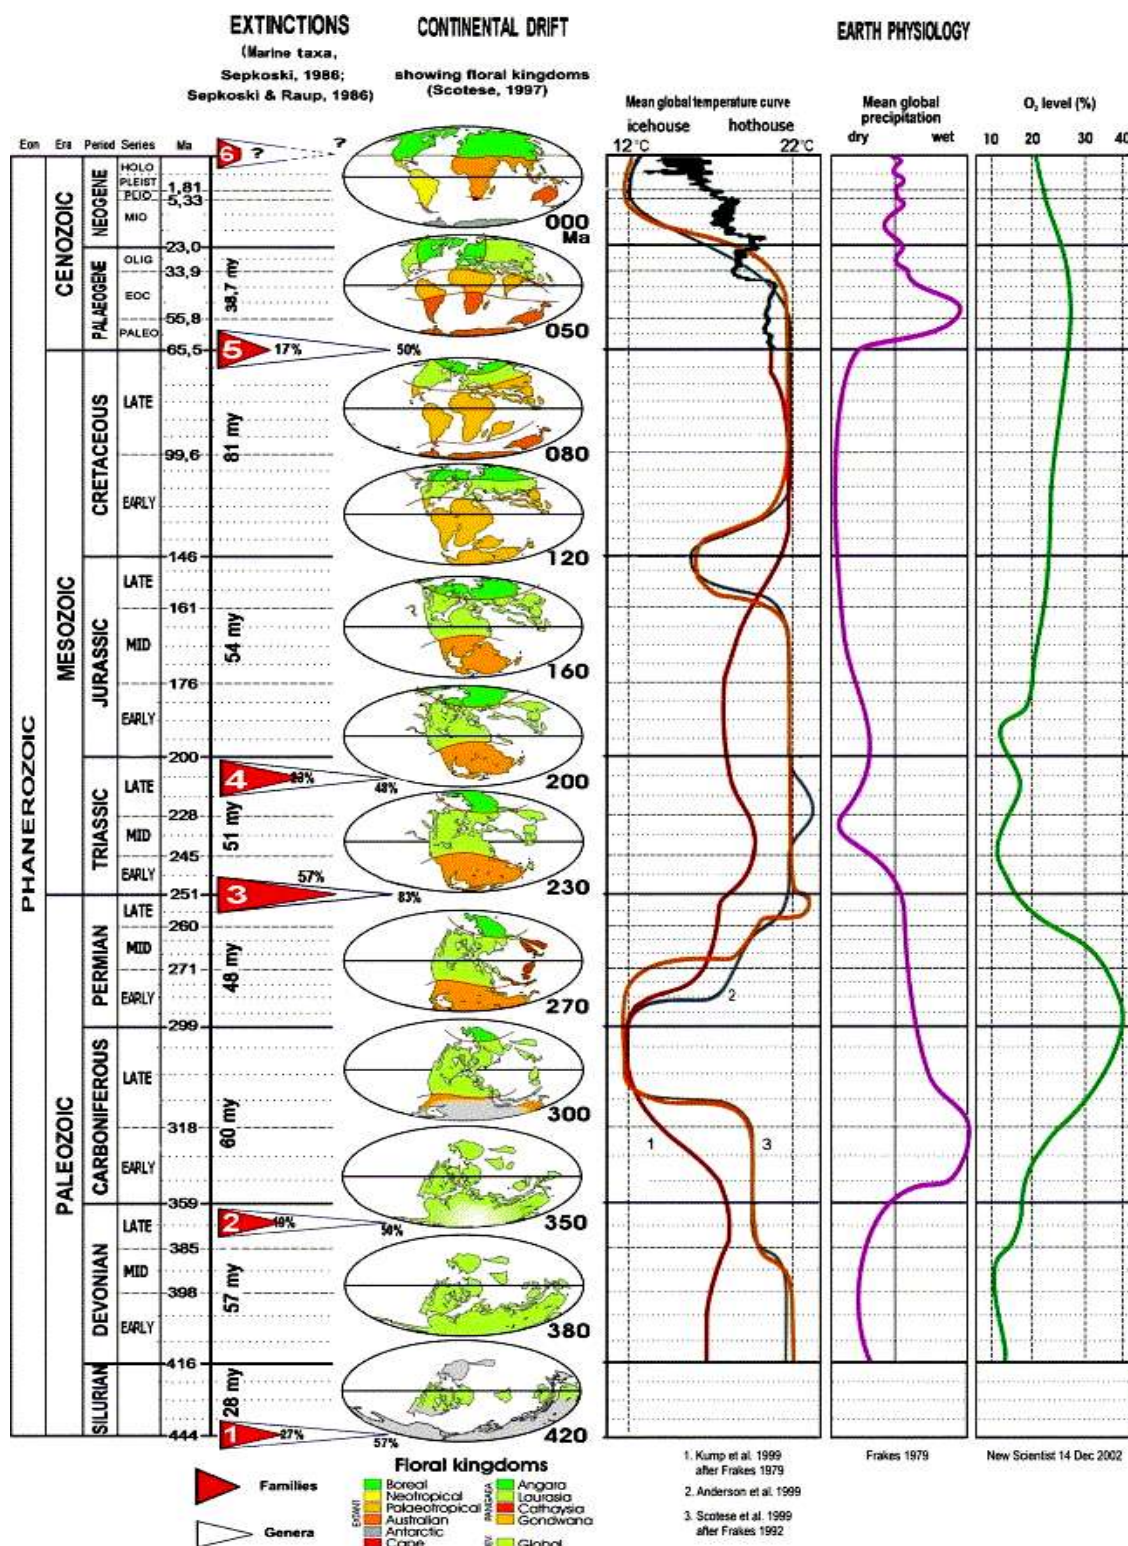 EXTINCTIONS
(Marine taxa,
Sepkoski, 1986;
Sepkoski & Raup, 1986)
CONTINENTAL DRIFT
showing floral kingdoms
(Scotese, 1997)
EARTH PHYSIOLOGY
Mean global temperature curve
icehouse hothouse
12°C 22°C
Mean global
precipitation
dry wet
O₂ level (%)
10 20 30 40
Eon Era Period Series Ma
PHANEROZOIC
CENOZOIC
MESOZOIC
PALEOZOIC
NEOGENE
PALAEOGENE
CRETACEOUS
JURASSIC
TRIASSIC
PERMIAN
CARBONIFEROUS
DEVONIAN
SILURIAN
HOLO
PLEIST
PLIO
MIO
OLIG
EOC
PALEO
LATE
EARLY
LATE
MID
EARLY
LATE
MID
EARLY
LATE
MID
EARLY
LATE
EARLY
LATE
MID
EARLY
1,81
5,33
23,0
33,9
56,8
65,5
99,6
146
161
176
200
228
245
251
260
271
299
318
359
385
398
416
444
6 ? ?
38,7 my
5 17% 50%
81 my
54 my
4 23% 48%
51 my
57%
3 83%
48 my
60 my
2 19% 50%
57 my
28 my
1 27% 57%
000
Ma
050
080
120
160
200
230
270
300
350
380
420
2
1
3
Families
Genera
Floral kingdoms
EXTANT
Boreal
Neotropical
Palaeotropical
Australian
Antarctic
Cape
PANGAEA
Angara
Laurasia
Cathaysia
Gondwana
Global
1. Kump et al. 1999
after Frakes 1979
2. Anderson et al. 1999
3. Scotese et al. 1999
after Frakes 1992
Frakes 1979
New Scientist 14 Dec 2002